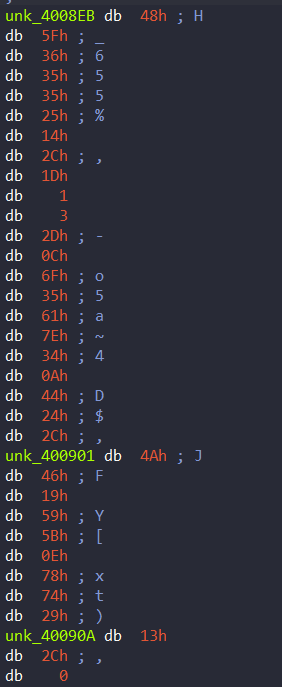 unk_4008EB db 48h ; H
db 5Fh ; _
db 36h ; 6
db 35h ; 5
db 35h ; 5
db 25h ; %
db 14h
db 2Ch ; ,
db 1Dh
db 1
db 3
db 2Dh ; -
db 0Ch
db 6Fh ; o
db 35h ; 5
db 61h ; a
db 7Eh ; ~
db 34h ; 4
db 0Ah
db 44h ; D
db 24h ; $
db 2Ch ; ,
unk_400901 db 4Ah ; J
db 46h ; F
db 19h
db 59h ; Y
db 5Bh ; [
db 0Eh
db 78h ; x
db 74h ; t
db 29h ; )
unk_40090A db 13h
db 2Ch ; ,
db 0